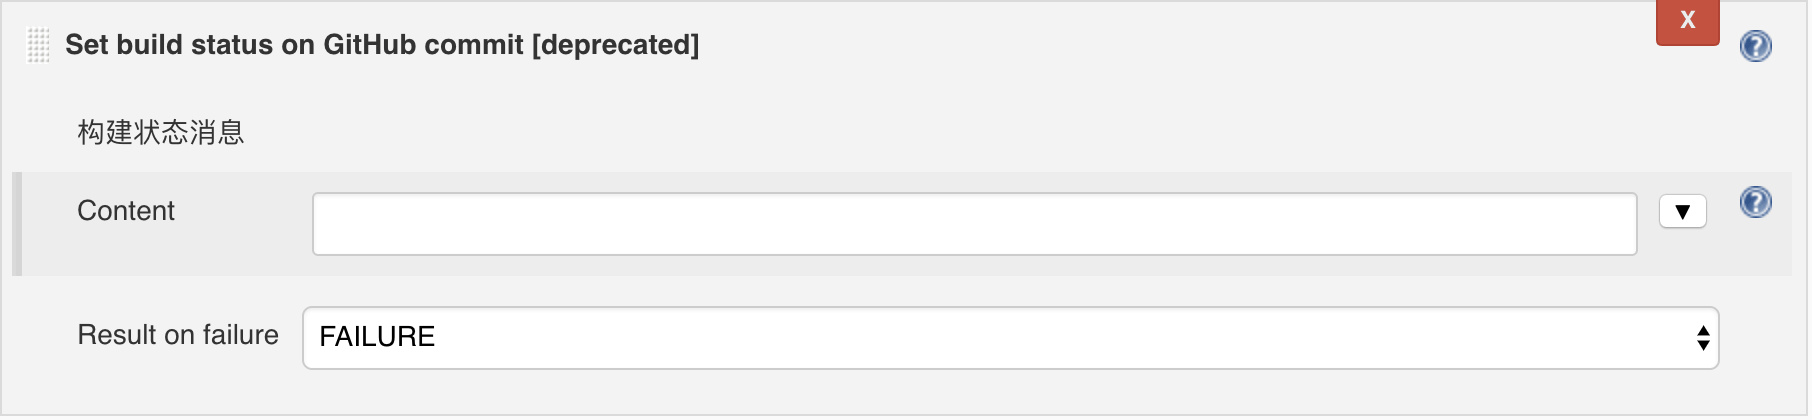 Set build status on GitHub commit [deprecated]
X
?
构建状态消息
Content
▼
?
Result on failure
FAILURE